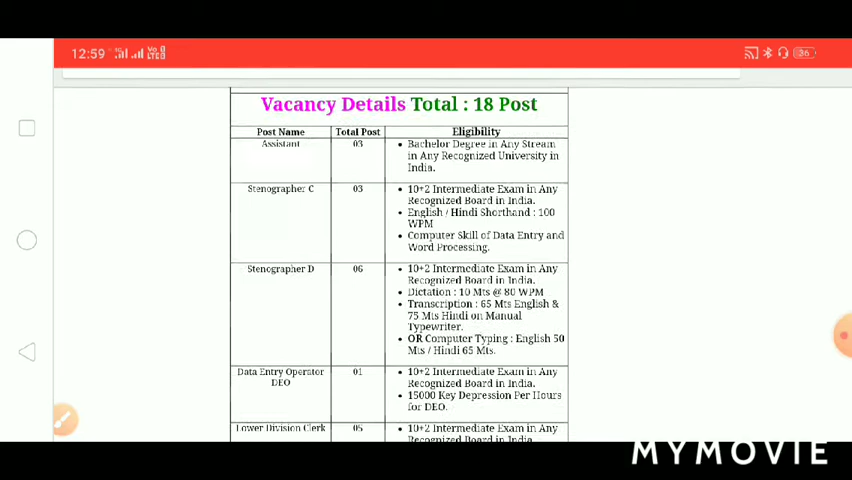 12:59
36
Vacancy Details Total : 18 Post
Post Name Total Post Eligibility
Assistant 03
• Bachelor Degree in Any Stream
in Any Recognized University in
India.
Stenographer C 03
• 10+2 Intermediate Exam in Any
Recognized Board in India.
• English / Hindi Shorthand : 100
WPM
• Computer Skill of Data Entry and
Word Processing.
Stenographer D 06
• 10+2 Intermediate Exam in Any
Recognized Board in India.
• Dictation : 10 Mts @ 80 WPM
• Transcription : 65 Mts English &
75 Mts Hindi on Manual
Typewriter.
• OR Computer Typing : English 50
Mts / Hindi 65 Mts.
Data Entry Operator
DEO
01
• 10+2 Intermediate Exam in Any
Recognized Board in India.
• 15000 Key Depression Per Hours
for DEO.
Lower Division Clerk 05
• 10+2 Intermediate Exam in Any
Recognized Board in India.
MYMOVIE